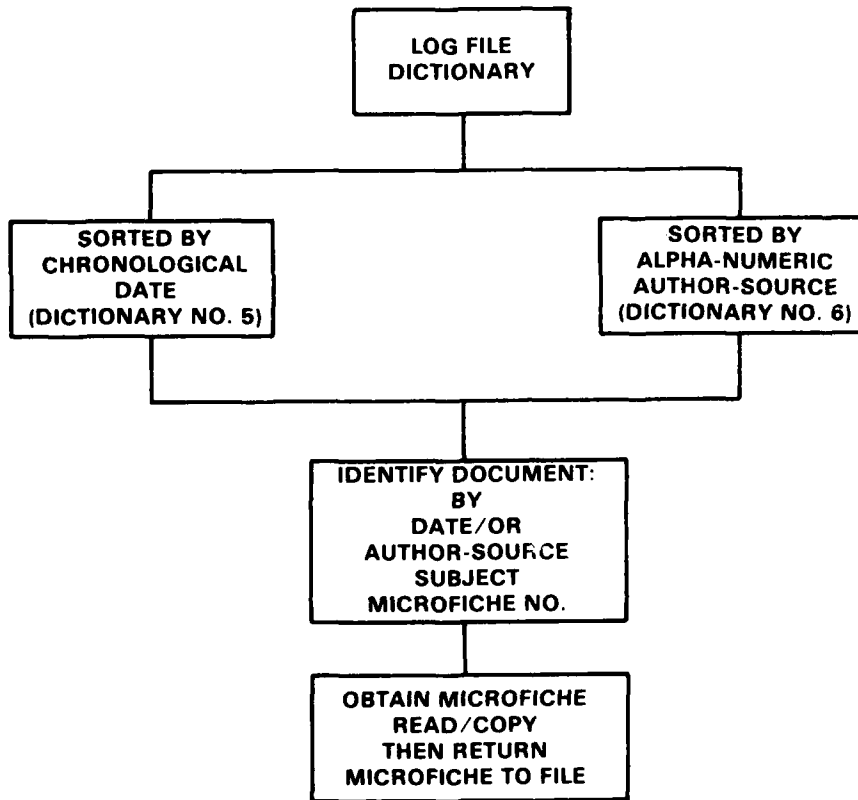 LOG FILE
DICTIONARY
SORTED BY
CHRONOLOGICAL
DATE
(DICTIONARY NO. 5)
SORTED BY
ALPHA-NUMERIC
AUTHOR-SOURCE
(DICTIONARY NO. 6)
IDENTIFY DOCUMENT:
BY
DATE/OR
AUTHOR-SOURCE
SUBJECT
MICROFICHE NO.
OBTAIN MICROFICHE
READ/COPY
THEN RETURN
MICROFICHE TO FILE